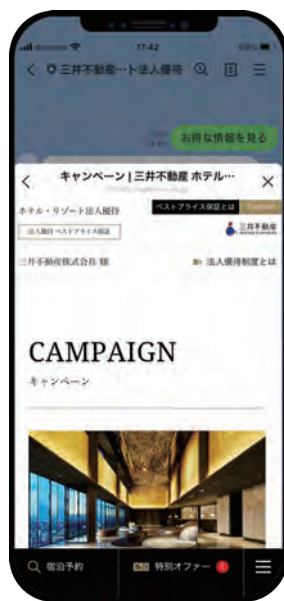 docomo
17:42
三井不動産…ト法人優待
お得な情報を見る
キャンペーン | 三井不動産 ホテル…
ホテル・リゾート法人優待
ベストプライス保証とは
法人優待 ベストプライス保証
三井不動産
三井不動産株式会社 様
法人優待制度とは
CAMPAIGN
キャンペーン
宿泊予約
特別オファー